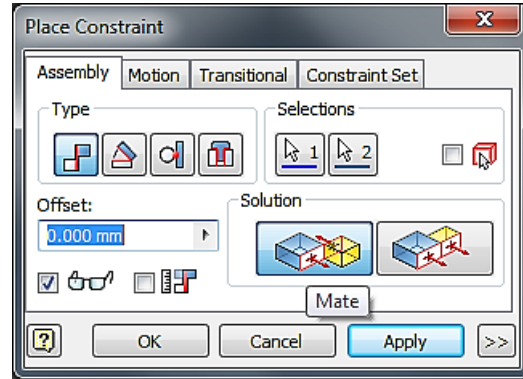 Place Constraint
Assembly Motion Transitional Constraint Set
Type
Selections
1 2
Offset:
Solution
0.000 mm
Mate
OK Cancel Apply >>